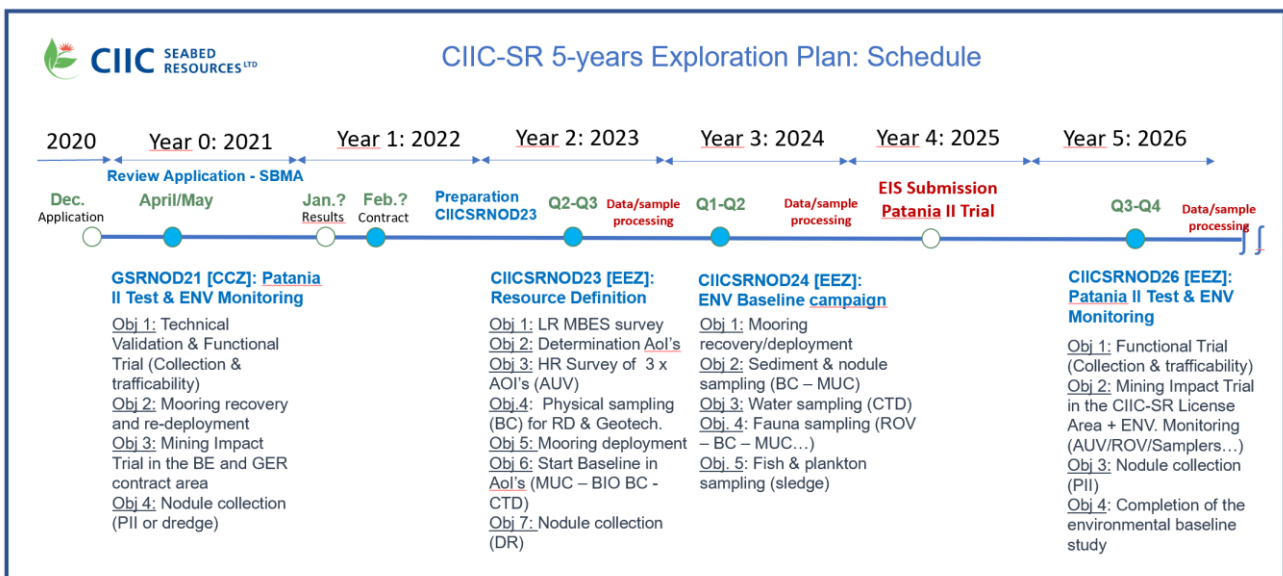 CIIC SEABED RESOURCES LTD
CIIC-SR 5-years Exploration Plan: Schedule
2020
Year 0: 2021
Year 1: 2022
Year 2: 2023
Year 3: 2024
Year 4: 2025
Year 5: 2026
Review Application - SBMA
Dec.
Application
April/May
Jan.?
Results
Feb.?
Contract
Preparation
CIICSRNOD23
Q2-Q3
Data/sample
processing
Q1-Q2
Data/sample
processing
EIS Submission
Patania II Trial
Q3-Q4
Data/sample
processing
GSRNOD21 [CCZ]: Patania
II Test & ENV Monitoring
Obj 1: Technical
Validation & Functional
Trial (Collection &
trafficability)
Obj 2: Mooring recovery
and re-deployment
Obj 3: Mining Impact
Trial in the BE and GER
contract area
Obj 4: Nodule collection
(PII or dredge)
CIICSRNOD23 [EEZ]:
Resource Definition
Obj 1: LR MBES survey
Obj 2: Determination AoI's
Obj 3: HR Survey of 3 x
AOI's (AUV)
Obj.4: Physical sampling
(BC) for RD & Geotech.
Obj 5: Mooring deployment
Obj 6: Start Baseline in
AoI's (MUC – BIO BC -
CTD)
Obj 7: Nodule collection
(DR)
CIICSRNOD24 [EEZ]:
ENV Baseline campaign
Obj 1: Mooring
recovery/deployment
Obj 2: Sediment & nodule
sampling (BC – MUC)
Obj 3: Water sampling (CTD)
Obj. 4: Fauna sampling (ROV
– BC – MUC…)
Obj. 5: Fish & plankton
sampling (sledge)
CIICSRNOD26 [EEZ]:
Patania II Test & ENV
Monitoring
Obj 1: Functional Trial
(Collection & trafficability)
Obj 2: Mining Impact Trial
in the CIIC-SR License
Area + ENV. Monitoring
(AUV/ROV/Samplers…)
Obj 3: Nodule collection
(PII)
Obj 4: Completion of the
environmental baseline
study